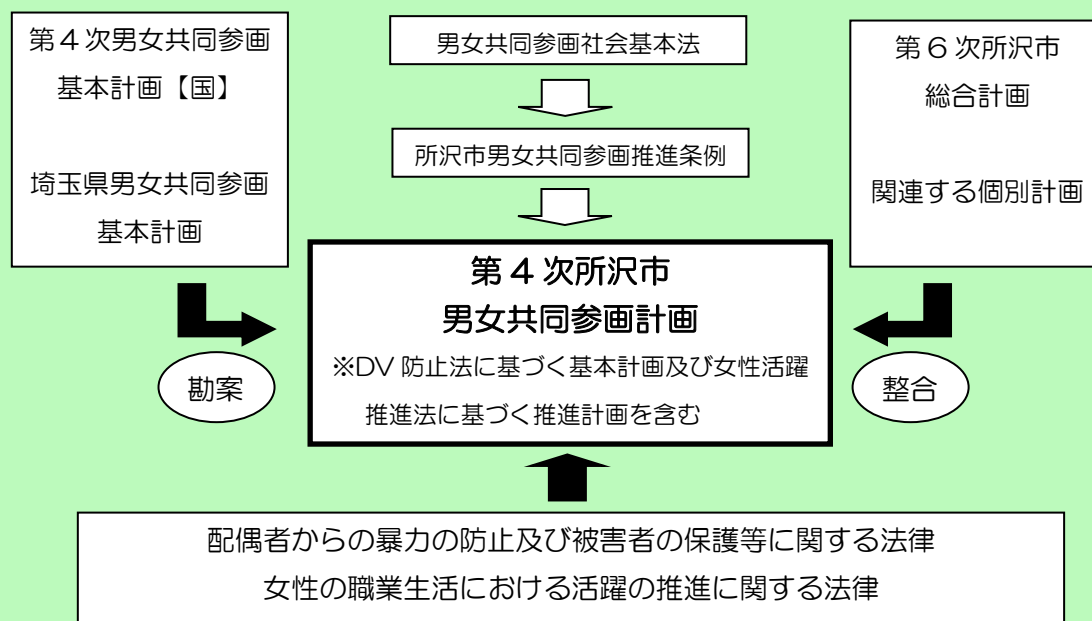 第４次男女共同参画
基本計画【国】
埼玉県男女共同参画
基本計画
男女共同参画社会基本法
所沢市男女共同参画推進条例
第６次所沢市
総合計画
関連する個別計画
第４次所沢市
男女共同参画計画
※DV 防止法に基づく基本計画及び女性活躍
推進法に基づく推進計画を含む
勘案
整合
配偶者からの暴力の防止及び被害者の保護等に関する法律
女性の職業生活における活躍の推進に関する法律